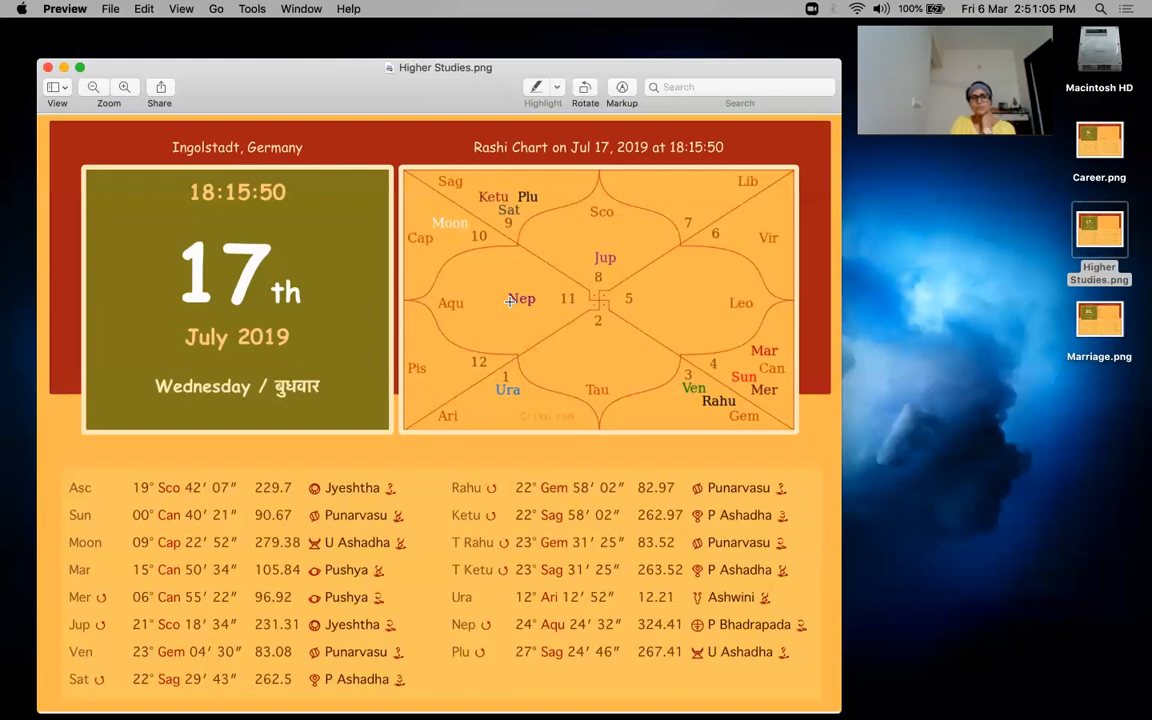 Preview File Edit View Go Tools Window Help 100% Fri 6 Mar 2:51:05 PM
Higher Studies.png
View Zoom Share Highlight Rotate Markup Search
Search
Macintosh HD
Career.png
Higher
Studies.png
Marriage.png
Ingolstadt, Germany
18:15:50
17th
July 2019
Wednesday / बुधवार
Rashi Chart on Jul 17, 2019 at 18:15:50
Sag Lib
Ketu Plu
Sat Sco
Moon 9 7
Cap 10 6 Vir
Jup
8
Aqu Nep 11 5 Leo
2
Mar
12 4
Pis Can
1 3 Sun
Ura Tau Ven Mer
Rahu
Ari Drikp.com Gem
Asc 19° Sco 42′ 07″ 229.7 Jyeshtha
Sun 00° Can 40′ 21″ 90.67 Punarvasu
Moon 09° Cap 22′ 52″ 279.38 U Ashadha
Mar 15° Can 50′ 34″ 105.84 Pushya
Mer 06° Can 55′ 22″ 96.92 Pushya
Jup 21° Sco 18′ 34″ 231.31 Jyeshtha
Ven 23° Gem 04′ 30″ 83.08 Punarvasu
Sat 22° Sag 29′ 43″ 262.5 P Ashadha
Rahu 22° Gem 58′ 02″ 82.97 Punarvasu
Ketu 22° Sag 58′ 02″ 262.97 P Ashadha
T Rahu 23° Gem 31′ 25″ 83.52 Punarvasu
T Ketu 23° Sag 31′ 25″ 263.52 P Ashadha
Ura 12° Ari 12′ 52″ 12.21 Ashwini
Nep 24° Aqu 24′ 32″ 324.41 P Bhadrapada
Plu 27° Sag 24′ 46″ 267.41 U Ashadha